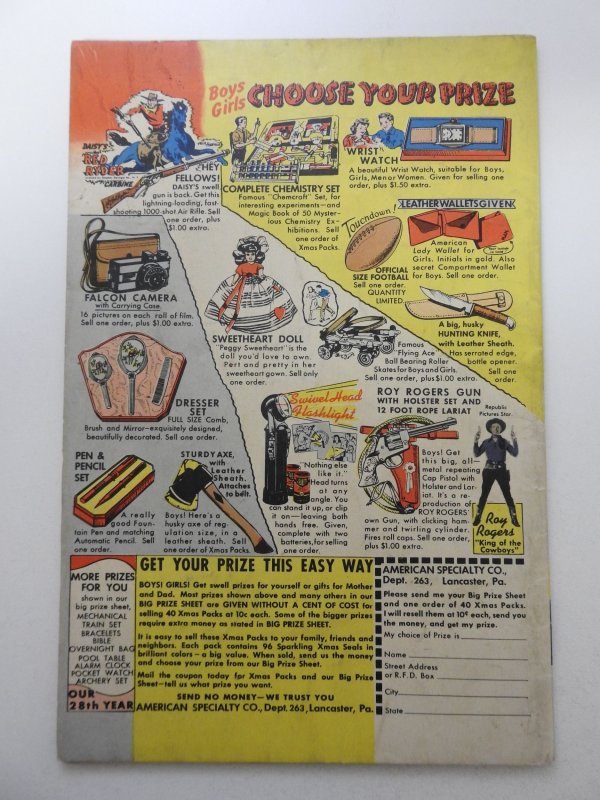 Boys
Girls
CHOOSE YOUR PRIZE
DAISY'S
RED
RYDER
CARBINE
HEY
FELLOWS!
DAISY'S swell
gun is back. Get this
lightning-loading, fast-
shooting 1000-shot Air Rifle. Sell
one order, plus
$1.00 extra.
COMPLETE CHEMISTRY SET
Famous "Chemcraft" Set, for
interesting experiments—and
Magic Book of 50 Myster-
ious Chemistry Ex-
hibitions. Sell
one order of
Xmas Packs.
WRIST
WATCH
A beautiful Wrist Watch, suitable for Boys,
Girls, Men or Women. Given for selling one
order, plus $1.50 extra.
Touchdown!
OFFICIAL
SIZE FOOTBALL
Sell one order.
QUANTITY
LIMITED
LEATHER WALLETS GIVEN
American
Lady Wallet for
Girls. Initials in gold. Also
secret Compartment Wallet
for Boys. Sell one order.
FALCON CAMERA
with Carrying Case.
16 pictures on each roll of film.
Sell one order, plus $1.00 extra.
SWEETHEART DOLL
"Peggy Sweetheart" is the
doll you'd love to own.
Pert and pretty in her
sweetheart gown. Sell only
one order.
Famous
"Flying Ace"
Ball Bearing Roller
Skates for Boys and Girls.
Sell one order, plus $1.00 extra.
A big, husky
HUNTING KNIFE,
with Leather Sheath.
Has serrated edge,
bottle opener.
Sell one
order.
DRESSER
SET
FULL SIZE Comb,
Brush and Mirror—exquisitely designed,
beautifully decorated. Sell one order.
Swivel Head
Flashlight
"Nothing else
like it."
Head turns
at any
angle. You
can stand it up, or clip
it on—leaving both
hands free. Given,
complete with two
batteries, for selling
one order.
ROY ROGERS GUN
WITH HOLSTER SET AND
12 FOOT ROPE LARIAT
Boys! Get
this big, all-
metal repeating
Cap Pistol with
Holster and Lar-
iat. It's a re-
production of
ROY ROGERS
own Gun, with clicking ham-
mer and twirling cylinder.
Fires roll caps. Sell one order,
plus $1.00 extra.
Republic
Pictures Star.
Roy
Rogers
"King of the
Cowboys"
PEN &
PENCIL
SET
A really
good Foun-
tain Pen and matching
Automatic Pencil. Sell
one order.
STURDY AXE,
with
Leather
Sheath.
Attaches
to belt.
Boys! Here's a
husky axe of reg-
ulation size, in a
leather sheath. Sell
one order of Xmas Packs.
MORE PRIZES
FOR YOU
shown in our
big prize sheet,
MECHANICAL
TRAIN SET
BRACELETS
BIBLE
OVERNIGHT BAG
POOL TABLE
ALARM CLOCK
POCKET WATCH
ARCHERY SET
OUR
28th YEAR
GET YOUR PRIZE THIS EASY WAY
BOYS! GIRLS! Get swell prizes for yourself or gifts for Mother
and Dad. Most prizes shown above and many others in our
BIG PRIZE SHEET are GIVEN WITHOUT A CENT OF COST for
selling 40 Xmas Packs at 10¢ each. Some of the bigger prizes
require extra money as stated in BIG PRIZE SHEET.
It is easy to sell these Xmas Packs to your family, friends and
neighbors. Each pack contains 96 Sparkling Xmas Seals in
brilliant colors – a big value. When sold, send us the money
and choose your prize from our Big Prize Sheet.
Mail the coupon today for Xmas Packs and our Big Prize
Sheet—tell us what prize you want.
SEND NO MONEY—WE TRUST YOU
AMERICAN SPECIALTY CO., Dept. 263, Lancaster, Pa.
AMERICAN SPECIALTY CO.,
Dept. 263, Lancaster, Pa.
Please send me your Big Prize Sheet
and one order of 40 Xmas Packs.
I will resell them at 10¢ each, send you
the money, and get my prize.
My choice of Prize is
Name
Street Address
or R.F.D. Box
City
State